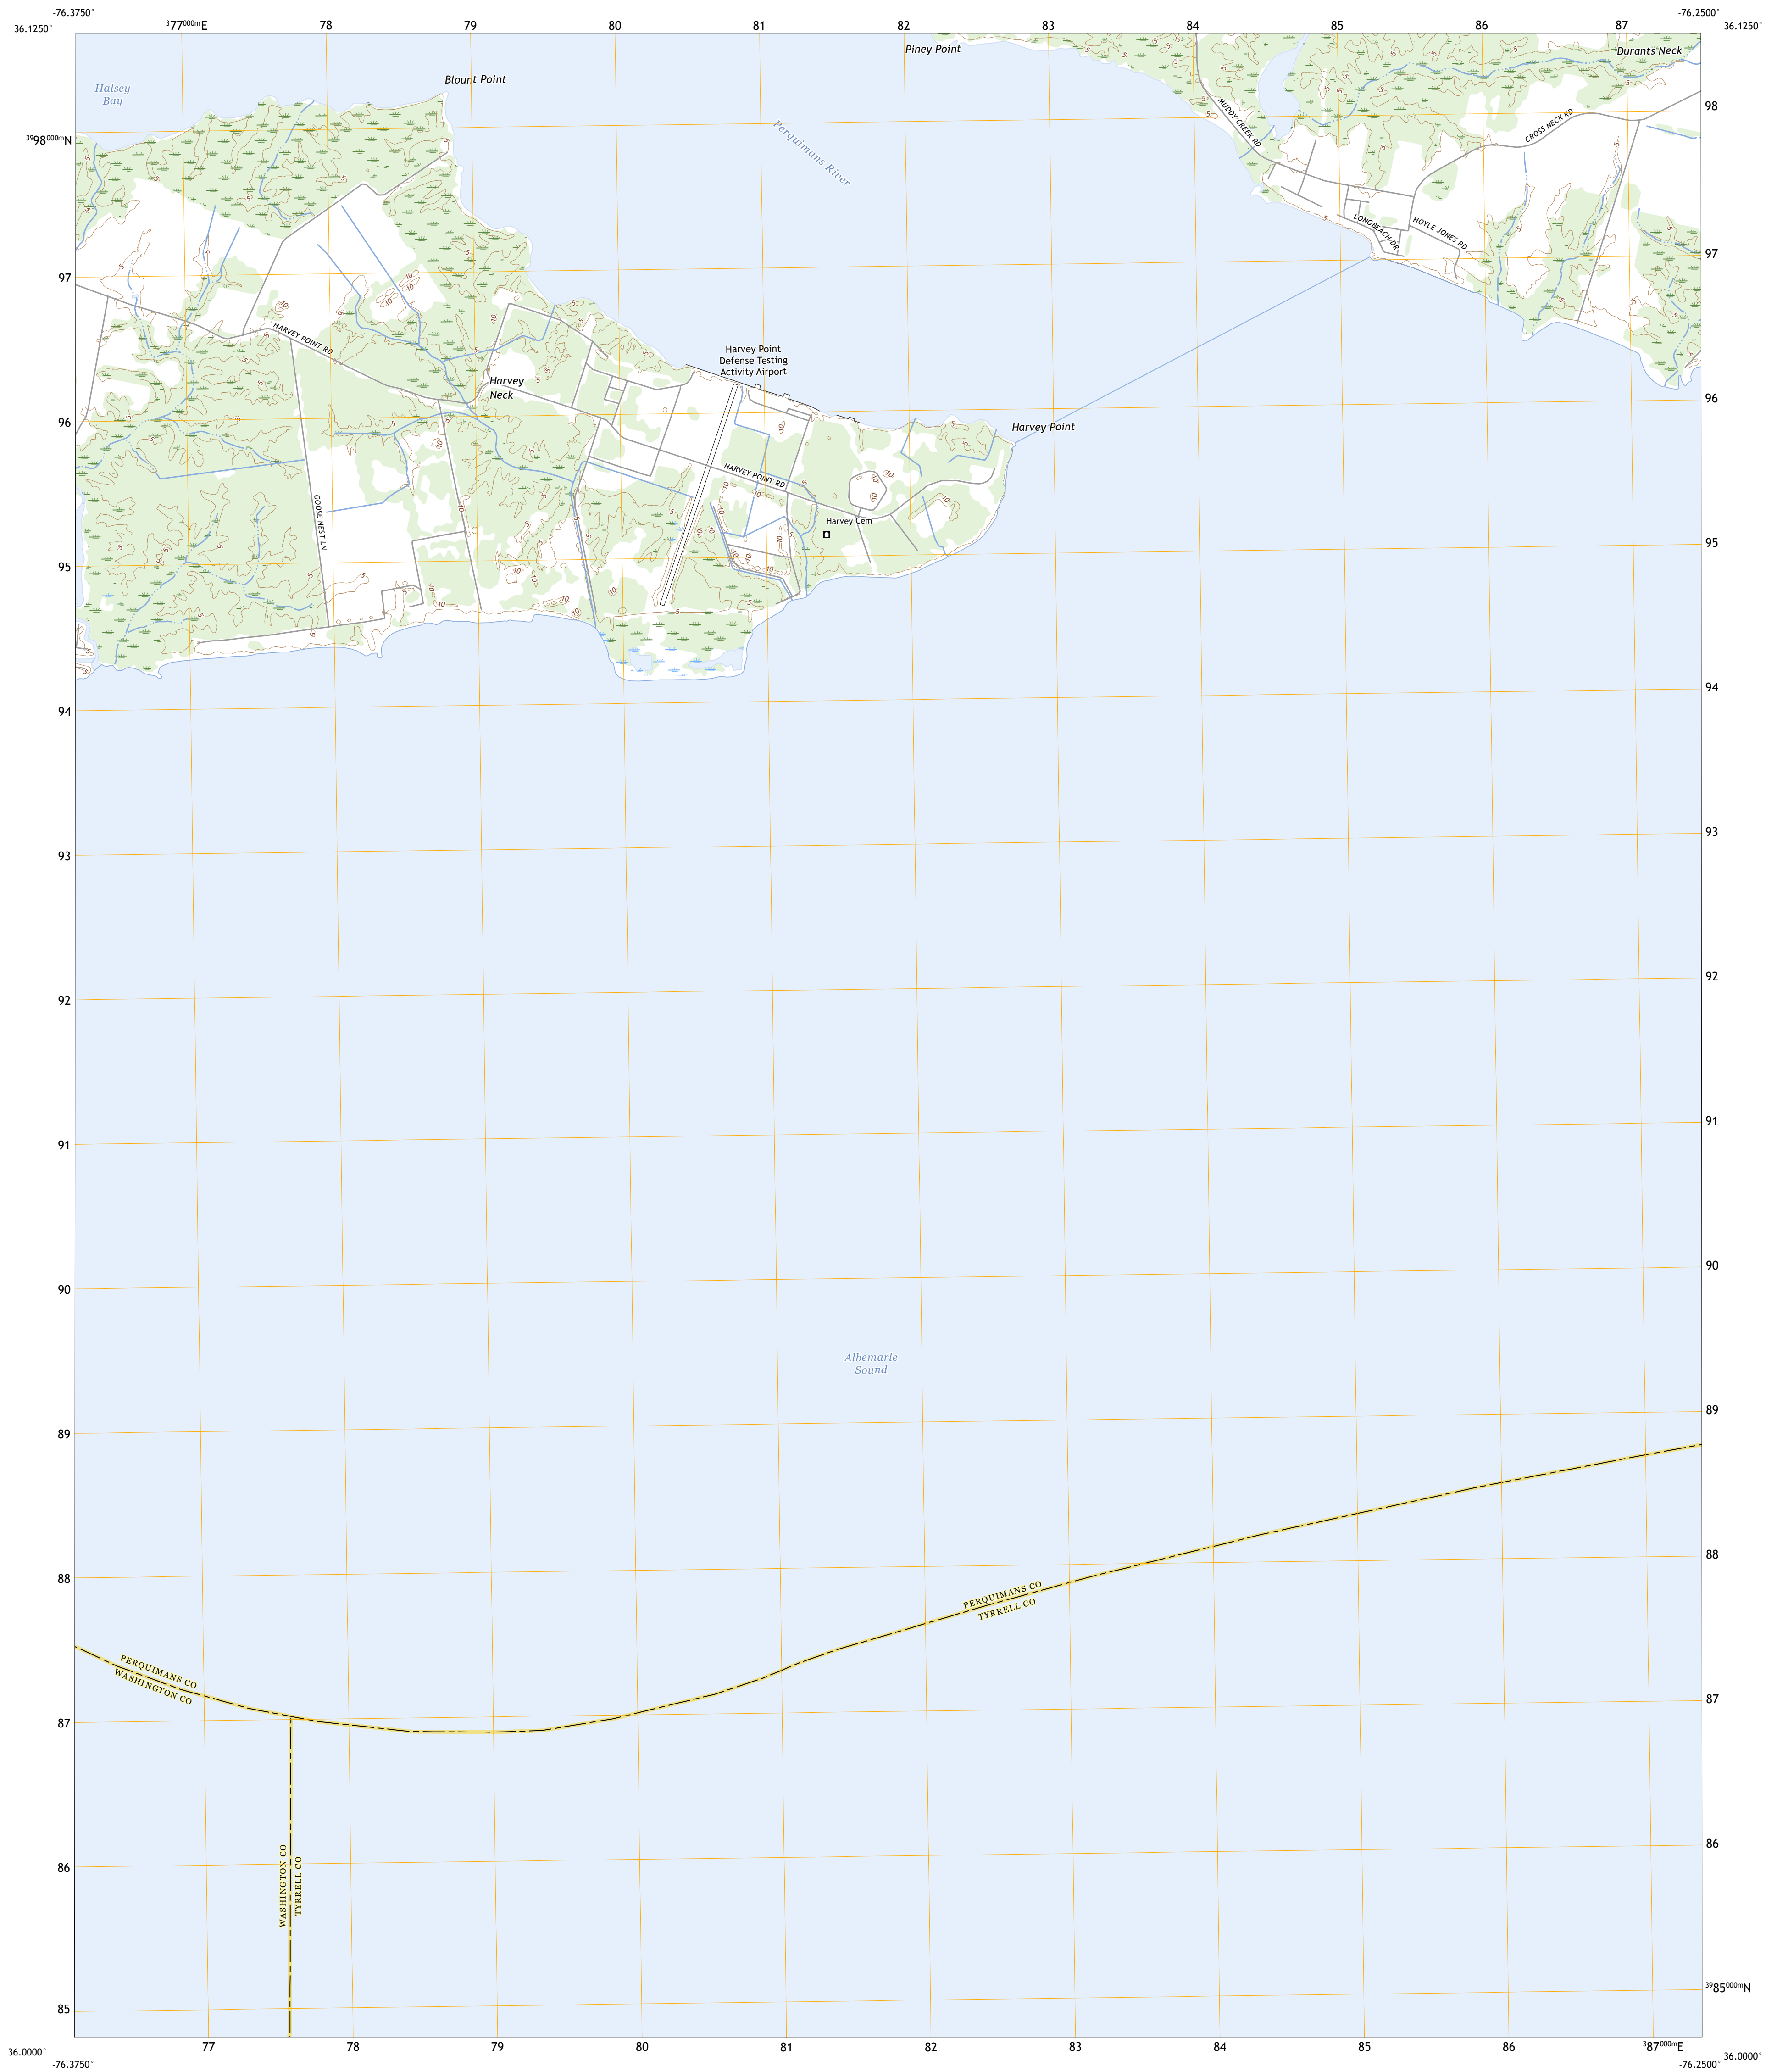 -76.3750°
-76.2500°
36.1250°
³77⁰⁰⁰ᵐE
78
79
80
81
82
83
84
85
86
87
36.1250°
Piney Point
Durants Neck
Blount Point
Halsey
Bay
98
MUDDY CREEK RD
CROSS NECK RD
Perquimans River
³⁹98⁰⁰⁰ᵐN
LONGBEACH DR
HOYLE JONES RD
97
97
HARVEY POINT RD
Harvey Point
Defense Testing
Activity Airport
Harvey
Neck
96
96
Harvey Point
HARVEY POINT RD
GOOSE NEST LN
Harvey Cem
95
95
94
94
93
93
92
92
91
91
90
90
Albemarle
Sound
89
89
88
88
PERQUIMANS CO
TYRRELL CO
PERQUIMANS CO
WASHINGTON CO
87
87
WASHINGTON CO
TYRRELL CO
86
86
³⁹85⁰⁰⁰ᵐN
85
77
78
79
80
81
82
83
84
85
86
³87⁰⁰⁰ᵐE
36.0000°
36.0000°
-76.3750°
-76.2500°